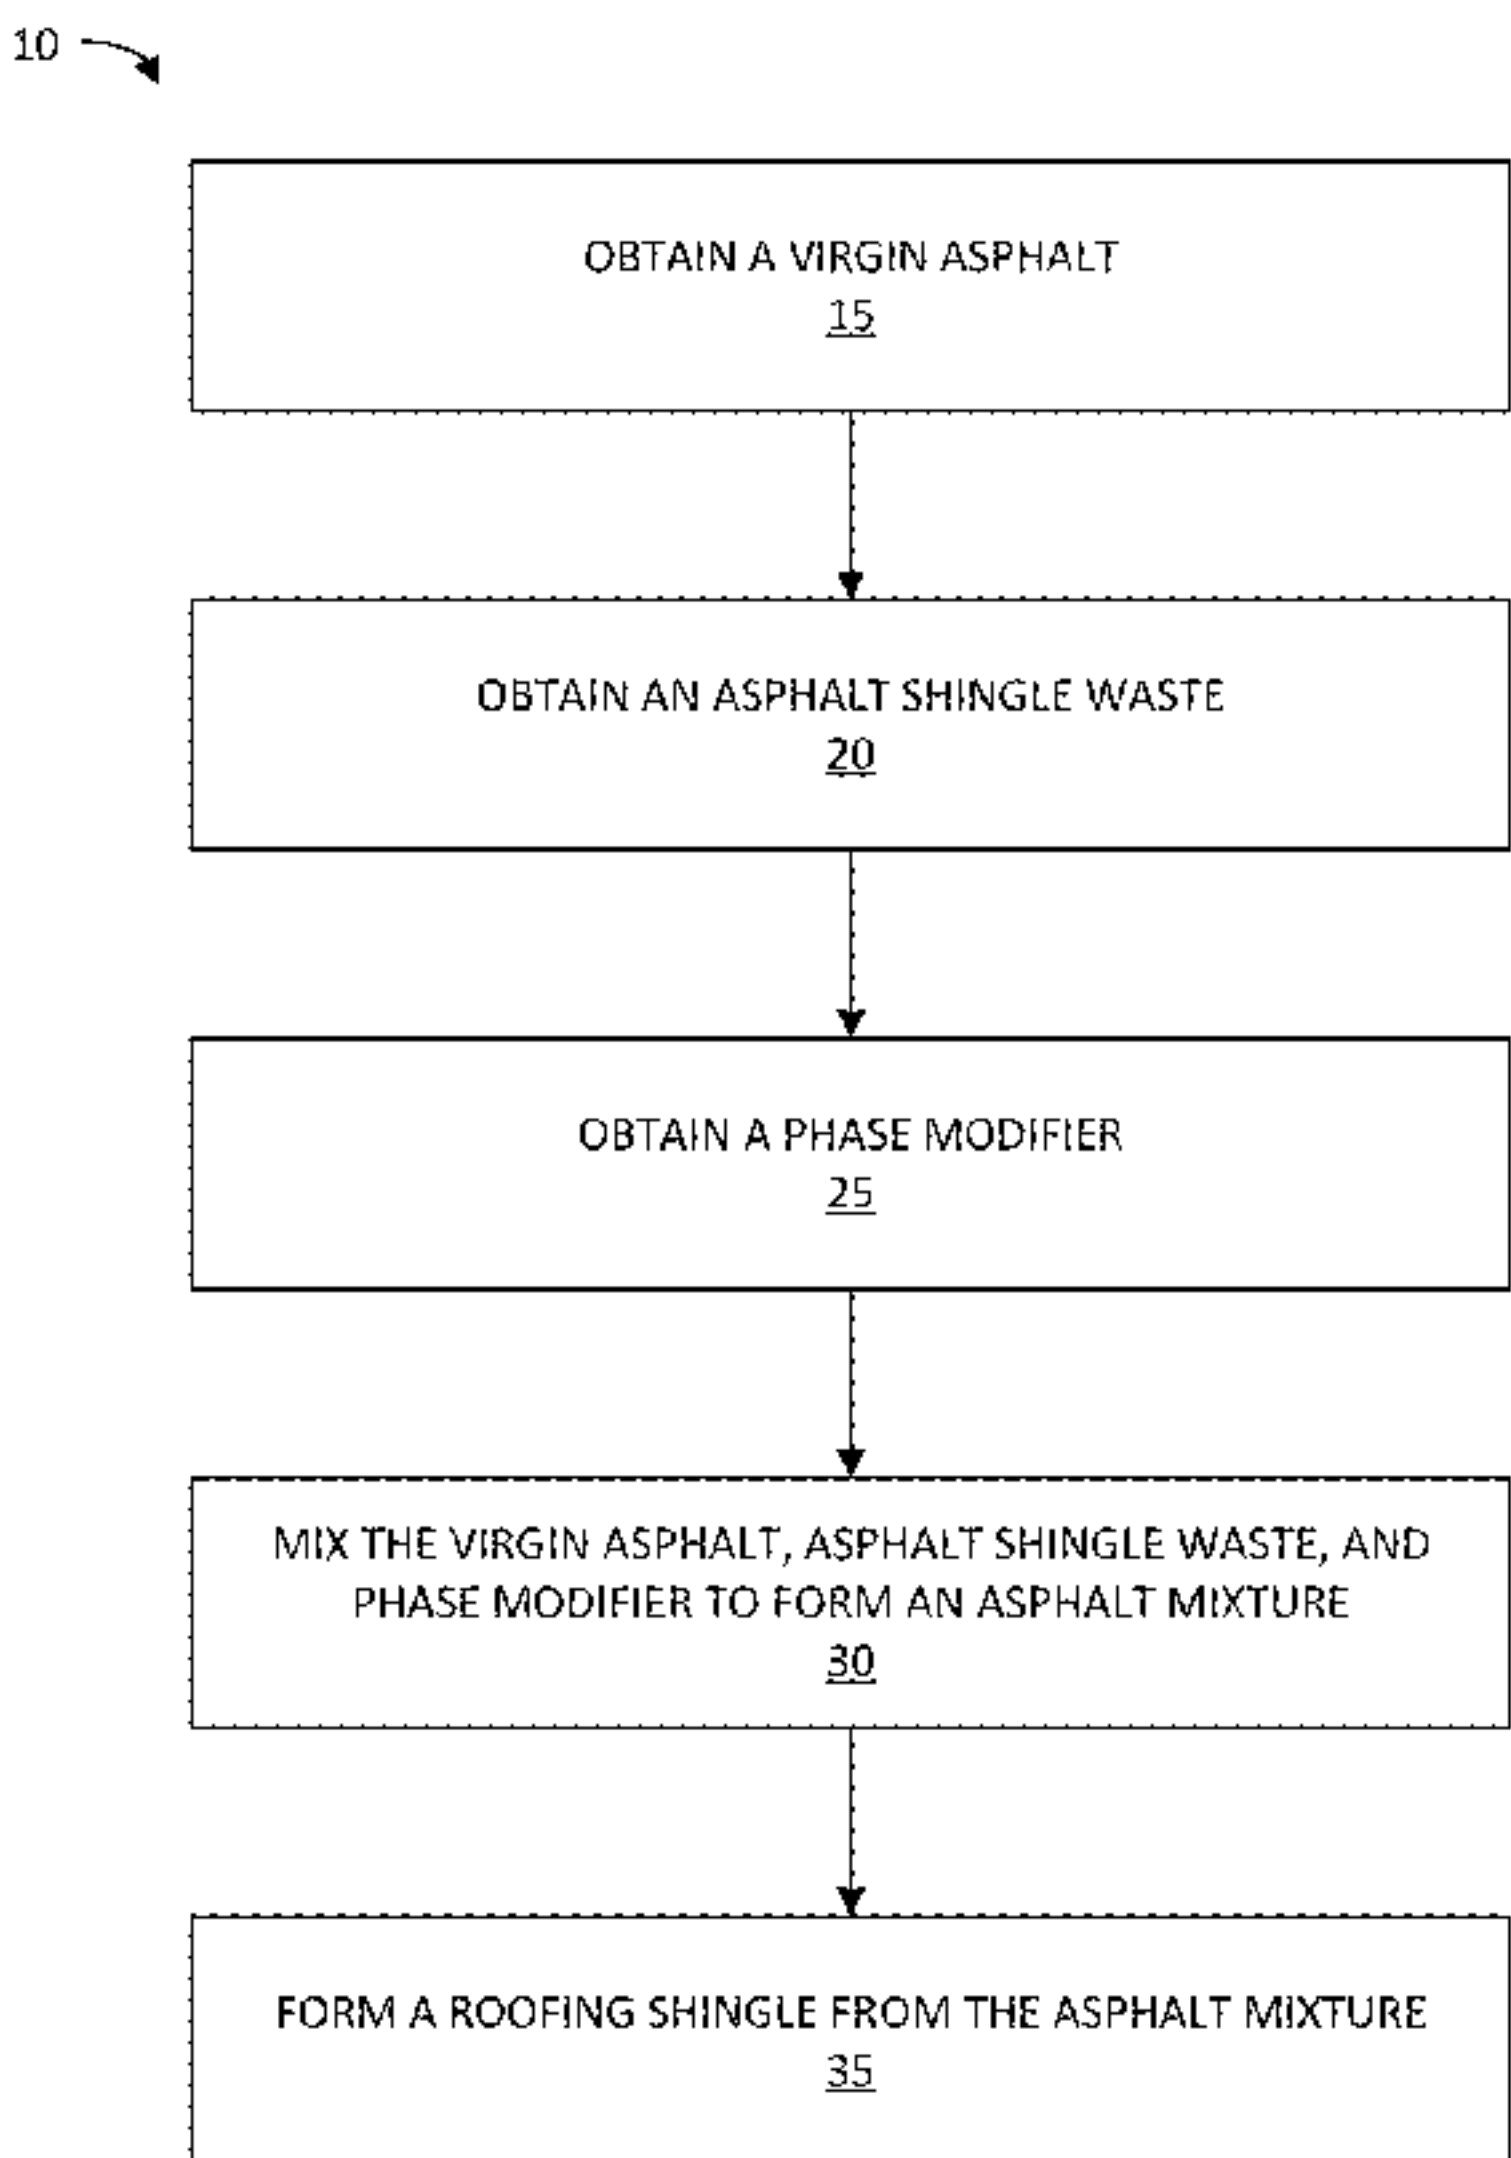 10
OBTAIN A VIRGIN ASPHALT
15
OBTAIN AN ASPHALT SHINGLE WASTE
20
OBTAIN A PHASE MODIFIER
25
MIX THE VIRGIN ASPHALT, ASPHALT SHINGLE WASTE, AND
PHASE MODIFIER TO FORM AN ASPHALT MIXTURE
30
FORM A ROOFING SHINGLE FROM THE ASPHALT MIXTURE
35